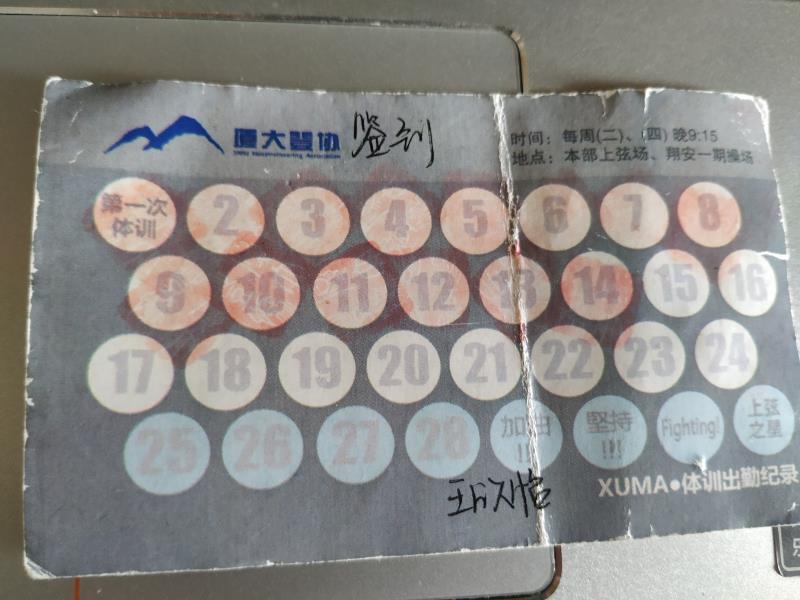 厦大登协
XMU Mountaineering Association
时间：每周(二)、(四)晚9:15
地点：本部上弦场、翔安一期操场
第一次
体训
2 3 4 5 6 7 8
9 10 11 12 13 14 15 16
17 18 19 20 21 22 23 24
25 26 27 28 加油!!! 坚持!!! Fighting! 上弦之星
XUMA●体训出勤纪录